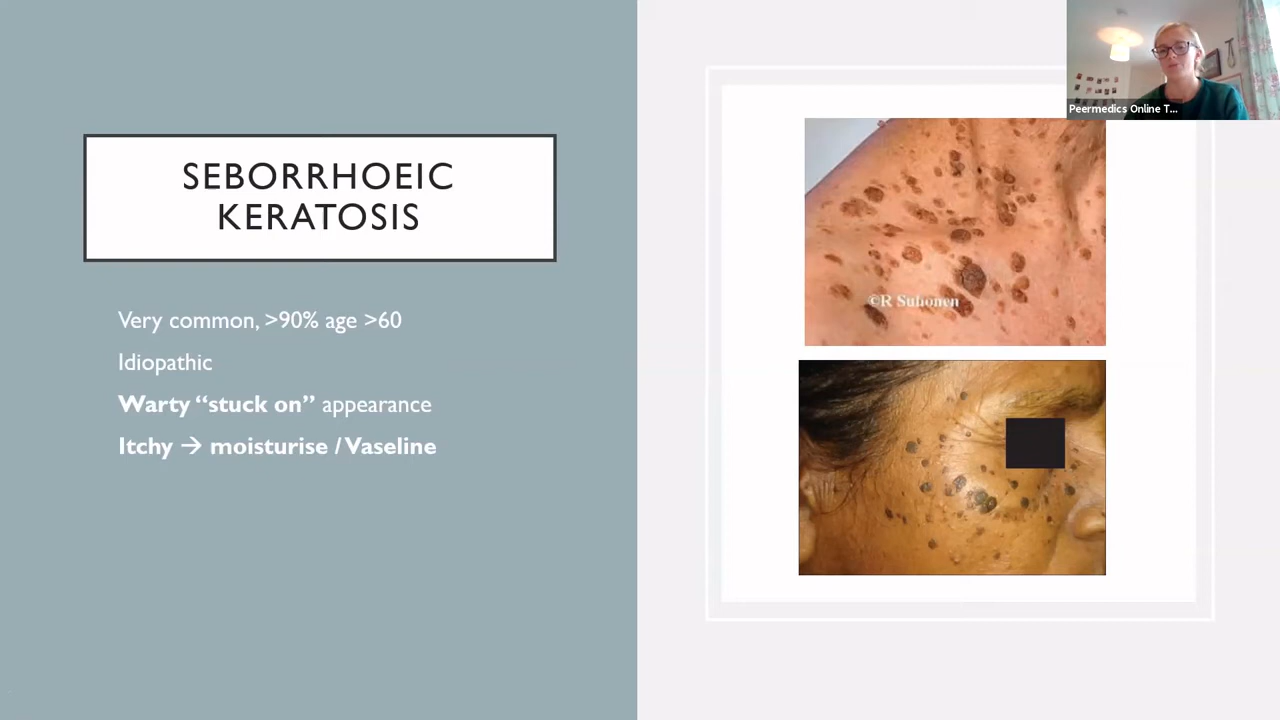 SEBORRHOEIC
KERATOSIS
Very common, >90% age >60
Idiopathic
Warty “stuck on” appearance
Itchy → moisturise / Vaseline
©R Suhonen
Peermedics Online T...